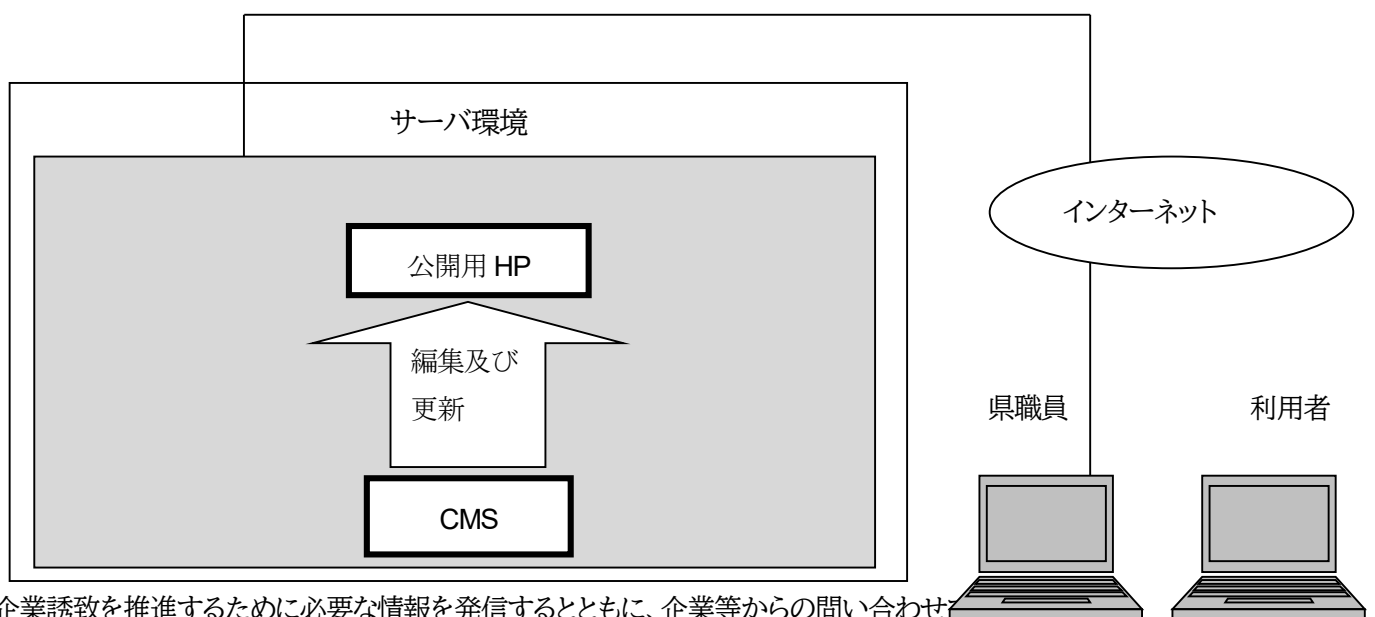 サーバ環境
インターネット
公開用 HP
編集及び
更新
県職員
利用者
CMS
企業誘致を推進するために必要な情報を発信するとともに、企業等からの問い合わせ